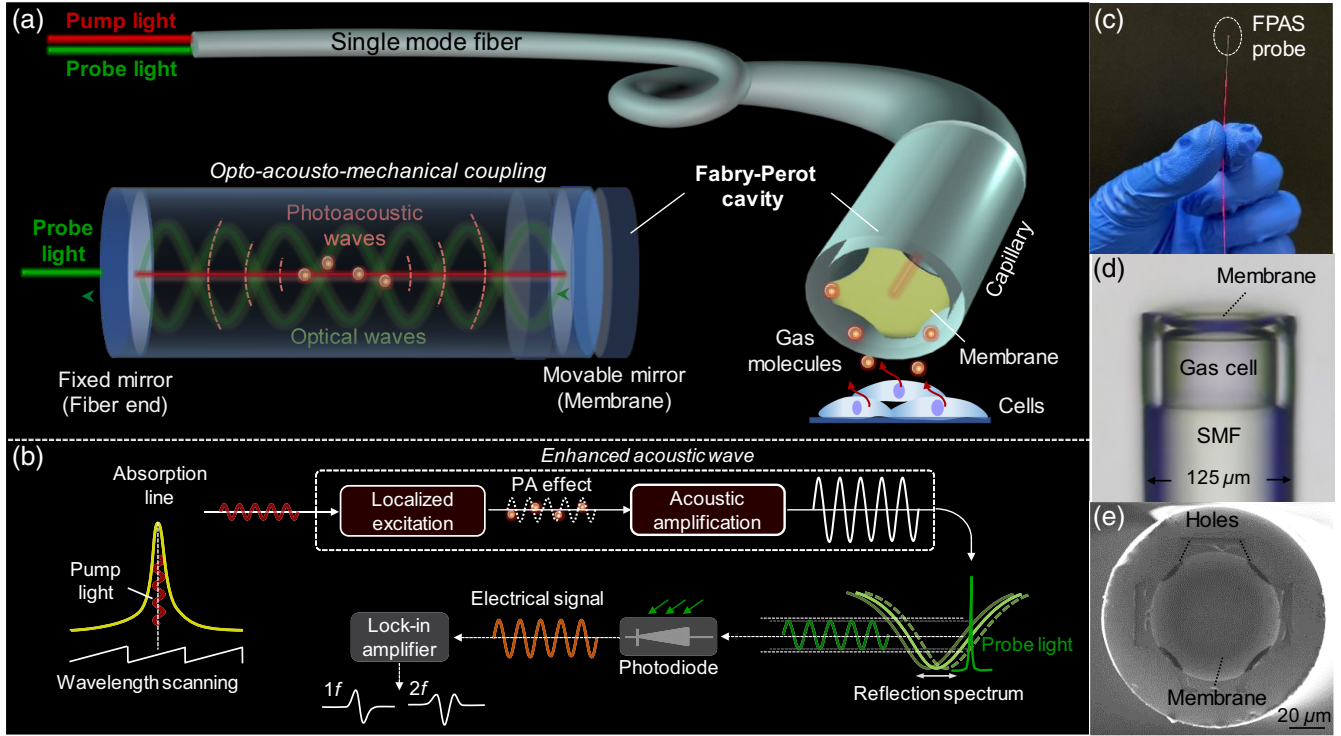 (a)
Pump light
Probe light
Single mode fiber
Opto-acousto-mechanical coupling
Fabry-Perot
cavity
Photoacoustic
waves
Probe
light
Optical waves
Capillary
Gas
molecules
Membrane
Fixed mirror
(Fiber end)
Movable mirror
(Membrane)
Cells
(b)
Absorption
line
Enhanced acoustic wave
Localized
excitation
PA effect
Acoustic
amplification
Pump
light
Wavelength scanning
Electrical signal
Lock-in
amplifier
Photodiode
Probe light
Reflection spectrum
1f
2f
(c)
FPAS
probe
(d)
Membrane
Gas cell
SMF
125 µm
(e)
Holes
Membrane
20 µm